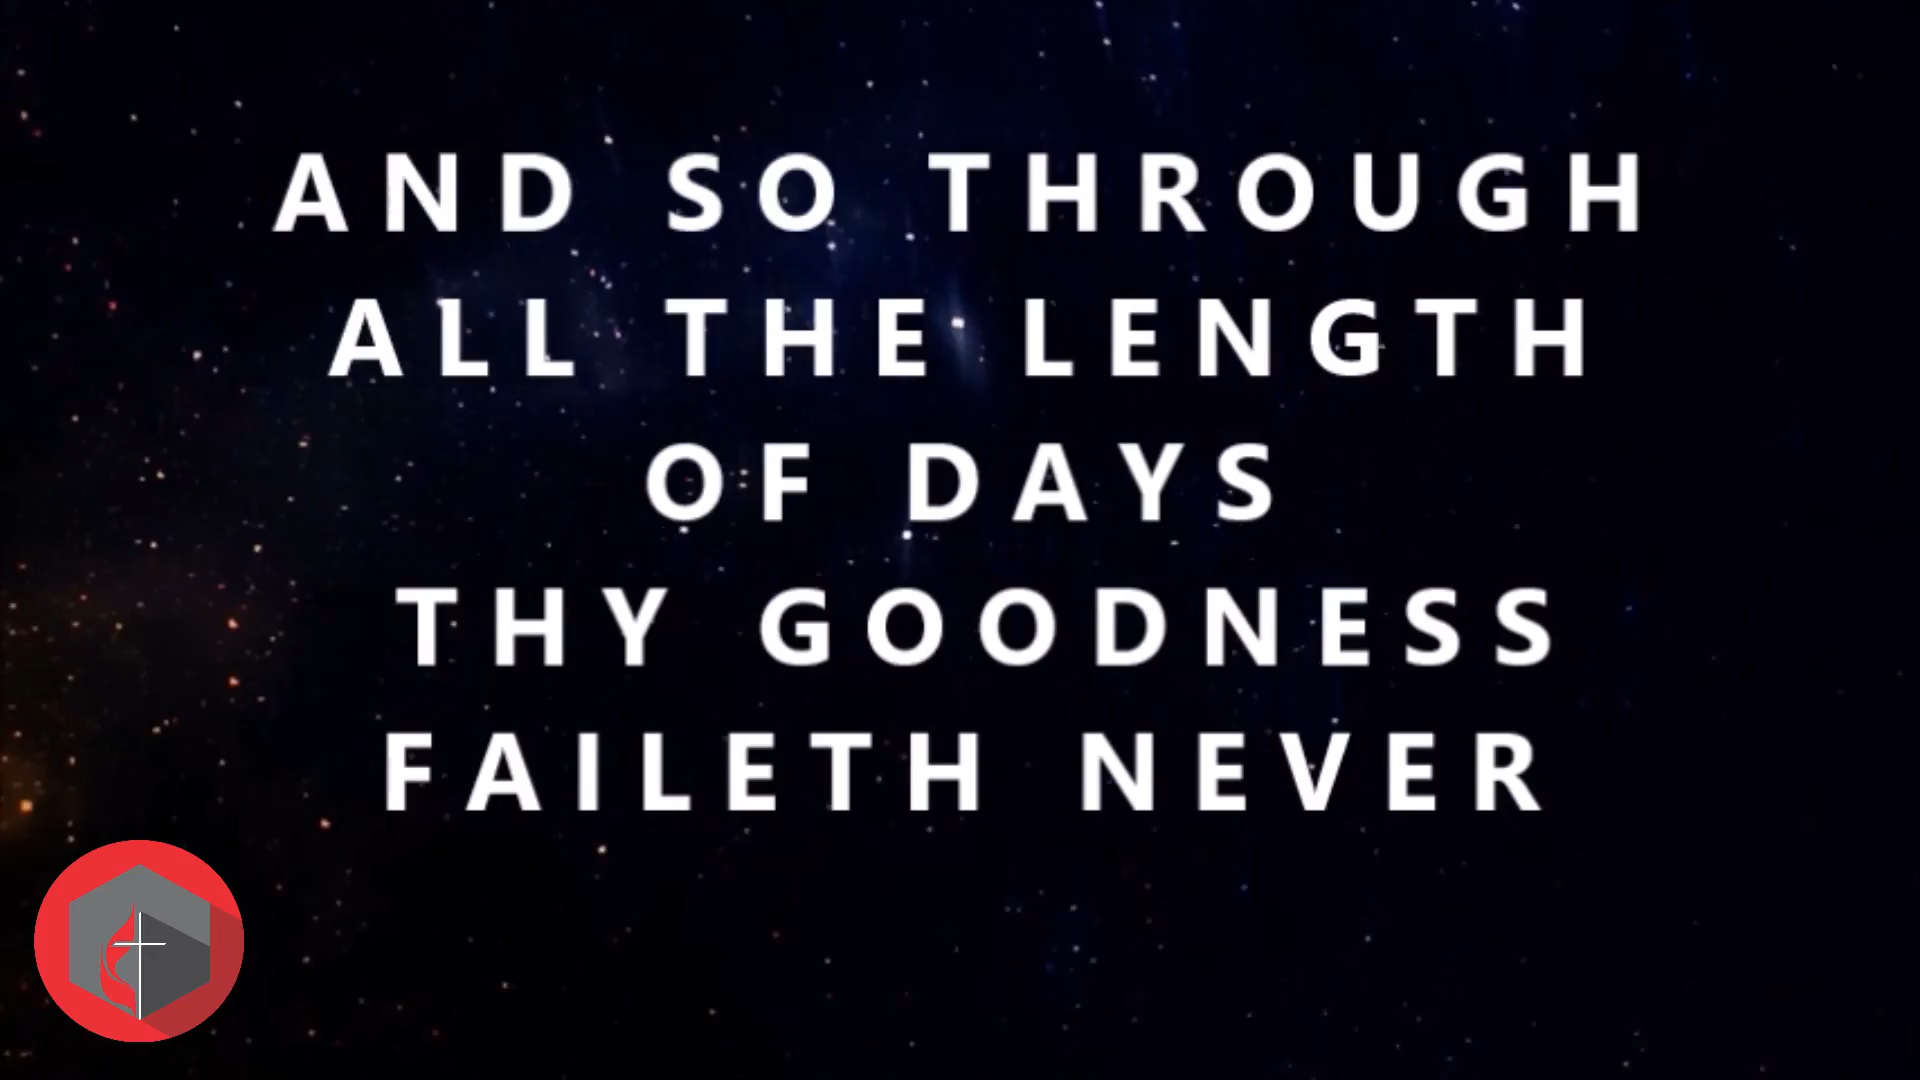 AND SO THROUGH
ALL THE LENGTH
OF DAYS
THY GOODNESS
FAILETH NEVER